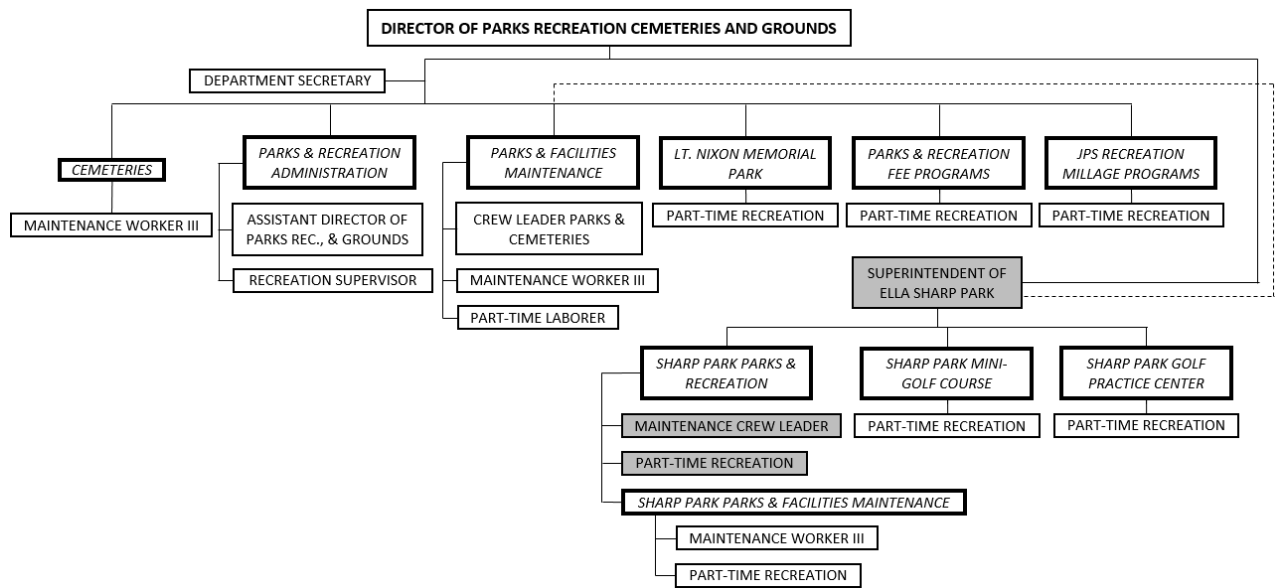 DIRECTOR OF PARKS RECREATION CEMETERIES AND GROUNDS
DEPARTMENT SECRETARY
CEMETERIES
MAINTENANCE WORKER III
PARKS & RECREATION
ADMINISTRATION
ASSISTANT DIRECTOR OF
PARKS REC., & GROUNDS
RECREATION SUPERVISOR
PARKS & FACILITIES
MAINTENANCE
CREW LEADER PARKS &
CEMETERIES
MAINTENANCE WORKER III
PART-TIME LABORER
LT. NIXON MEMORIAL
PARK
PART-TIME RECREATION
PARKS & RECREATION
FEE PROGRAMS
PART-TIME RECREATION
JPS RECREATION
MILLAGE PROGRAMS
PART-TIME RECREATION
SUPERINTENDENT OF
ELLA SHARP PARK
SHARP PARK PARKS &
RECREATION
MAINTENANCE CREW LEADER
PART-TIME RECREATION
SHARP PARK PARKS & FACILITIES MAINTENANCE
MAINTENANCE WORKER III
PART-TIME RECREATION
SHARP PARK MINI-
GOLF COURSE
PART-TIME RECREATION
SHARP PARK GOLF
PRACTICE CENTER
PART-TIME RECREATION